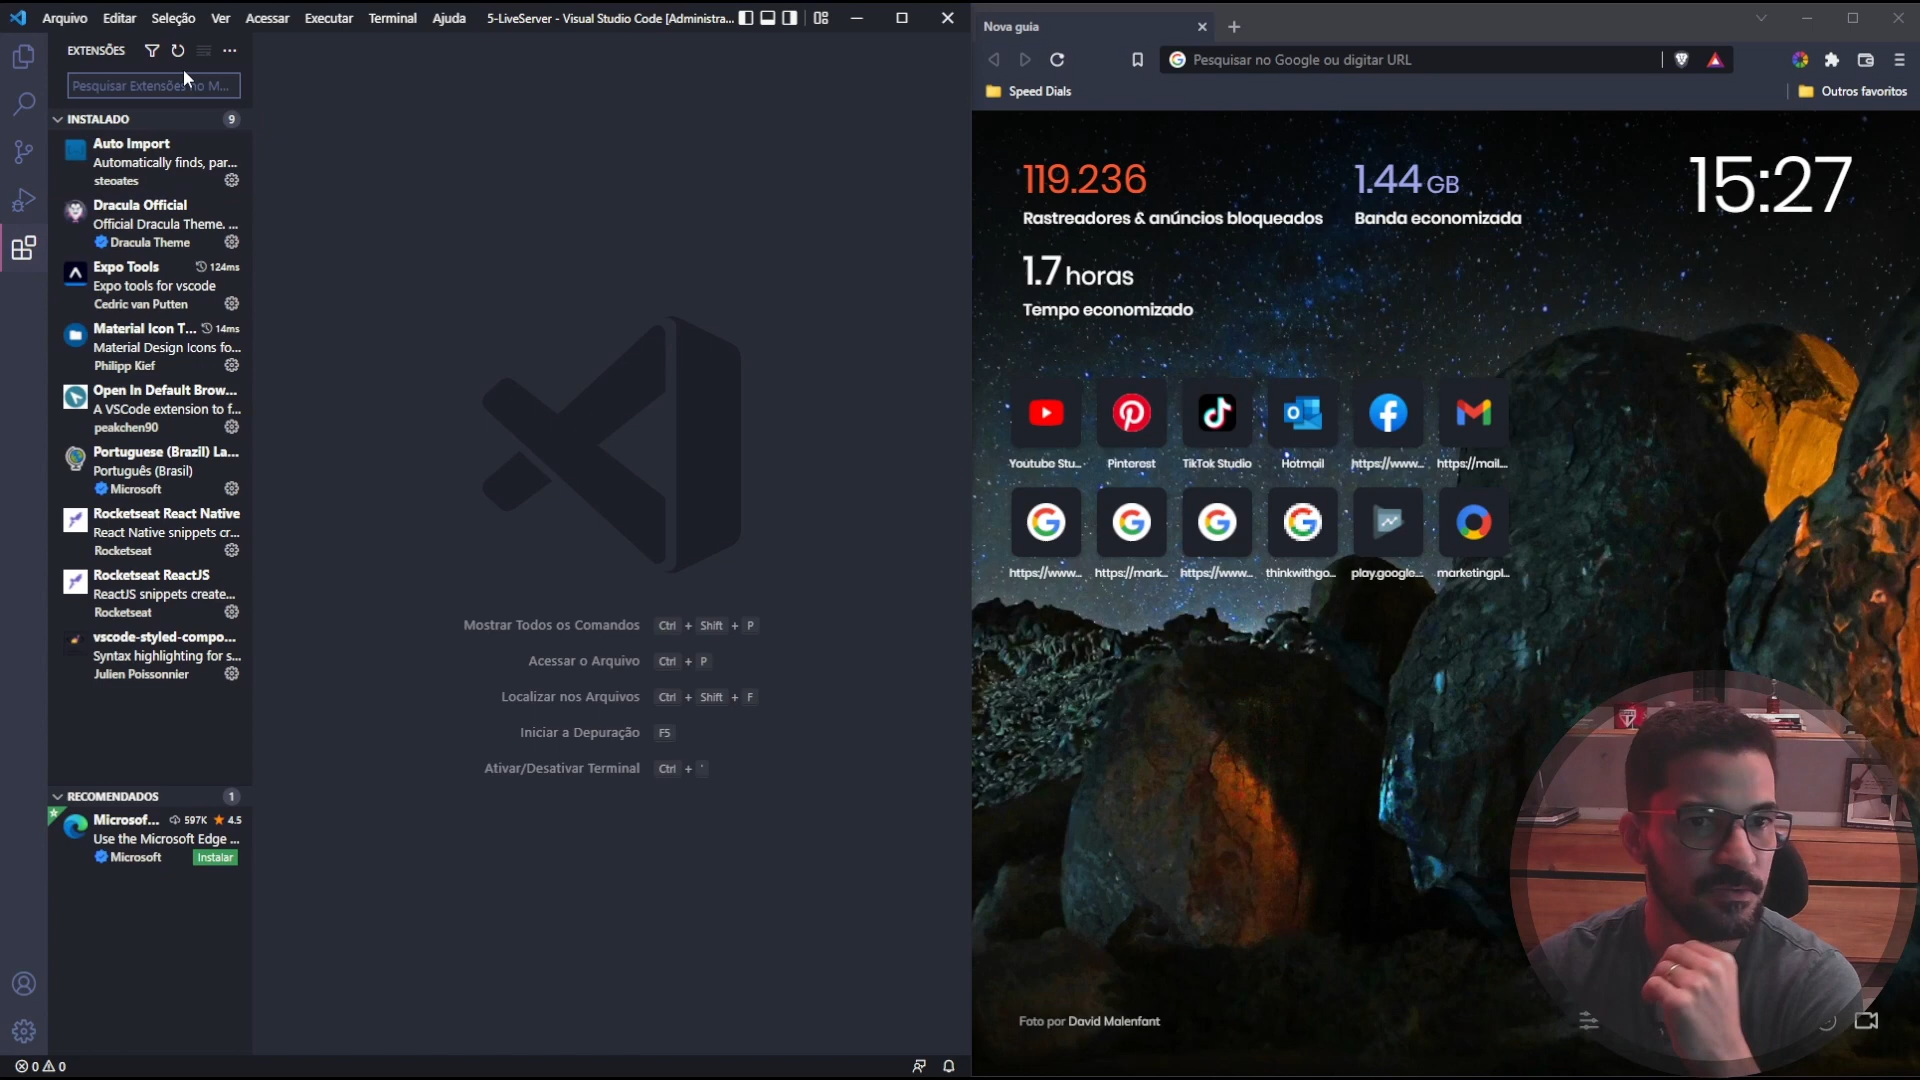 Arquivo Editar Seleção Ver Acessar Executar Terminal Ajuda 5-LiveServer - Visual Studio Code [Administra...
EXTENSÕES
Pesquisar Extensões no M...
INSTALADO 9
Auto Import
Automatically finds, par...
steoates
Dracula Official
Official Dracula Theme. ...
Dracula Theme
Expo Tools 124ms
Expo tools for vscode
Cedric van Putten
Material Icon T... 14ms
Material Design Icons fo...
Philipp Kief
Open In Default Brow...
A VSCode extension to f...
peakchen90
Portuguese (Brazil) La...
Português (Brasil)
Microsoft
Rocketseat React Native
React Native snippets cr...
Rocketseat
Rocketseat ReactJS
ReactJS snippets create...
Rocketseat
vscode-styled-compo...
Syntax highlighting for s...
Julien Poissonnier
RECOMENDADOS 1
Microsof... 597K 4.5
Use the Microsoft Edge ...
Microsoft Instalar
0 0
Mostrar Todos os Comandos Ctrl + Shift + P
Acessar o Arquivo Ctrl + P
Localizar nos Arquivos Ctrl + Shift + F
Iniciar a Depuração F5
Ativar/Desativar Terminal Ctrl + '
Nova guia
Pesquisar no Google ou digitar URL
Speed Dials Outros favoritos
119.236 1.44 GB 15:27
Rastreadores & anúncios bloqueados Banda economizada
1.7 horas
Tempo economizado
Youtube Stu... Pinterest TikTok Studio Hotmail https://www... https://mail....
https://www... https://mark... https://www... thinkwithgo... play.google.... marketingpl...
Foto por David Malenfant